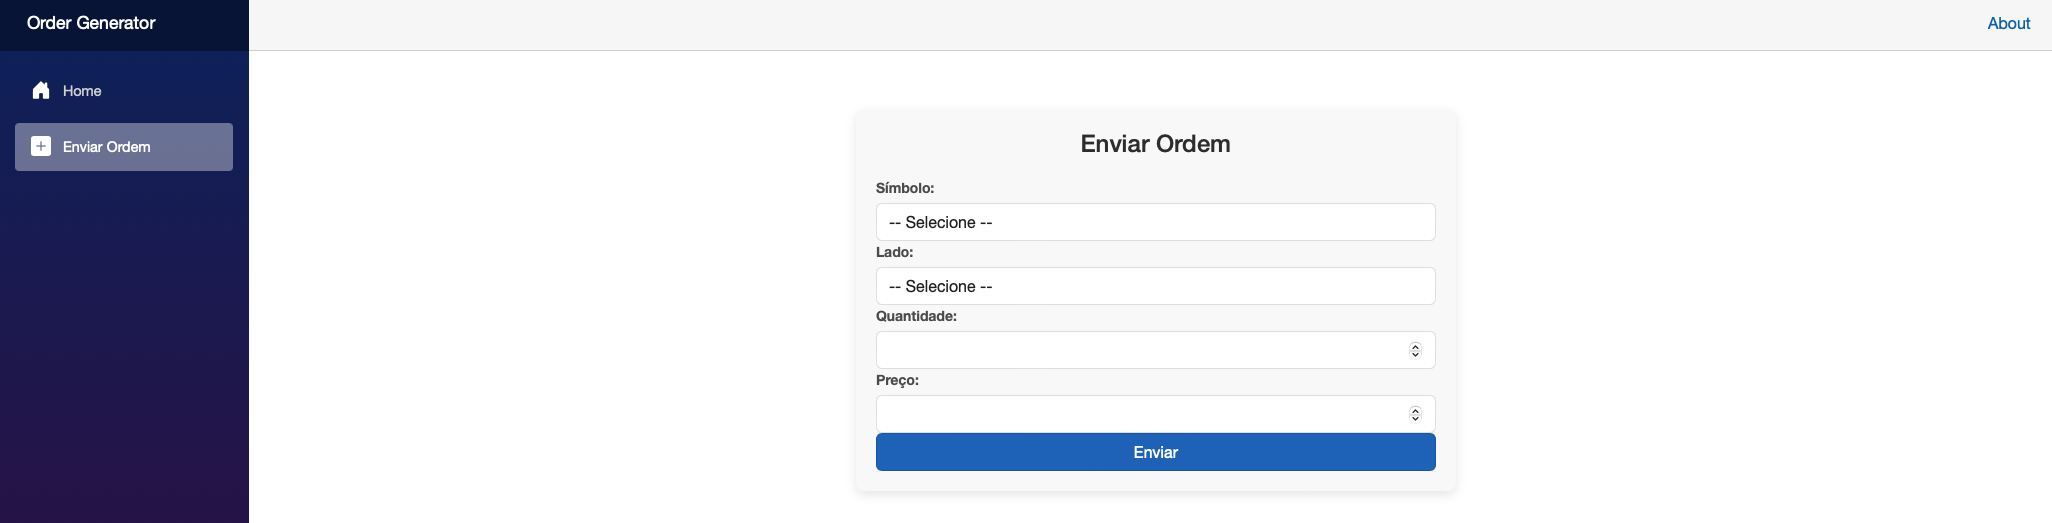 Order Generator
About
Home
Enviar Ordem
Enviar Ordem
Símbolo:
-- Selecione --
Lado:
-- Selecione --
Quantidade:
Preço:
Enviar